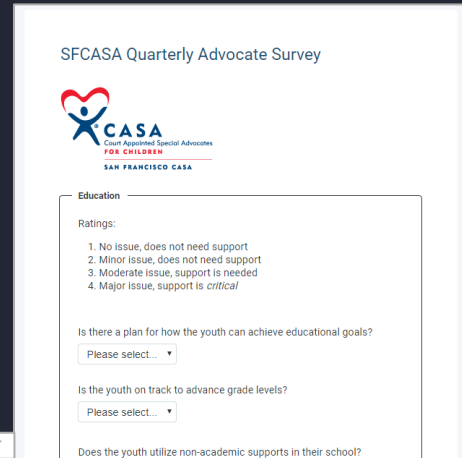 SFCASA Quarterly Advocate Survey
CASA
Court Appointed Special Advocates
FOR CHILDREN
SAN FRANCISCO CASA
Education
Ratings:
1. No issue, does not need support
2. Minor issue, does not need support
3. Moderate issue, support is needed
4. Major issue, support is critical
Is there a plan for how the youth can achieve educational goals?
Please select...
Is the youth on track to advance grade levels?
Please select...
Does the youth utilize non-academic supports in their school?